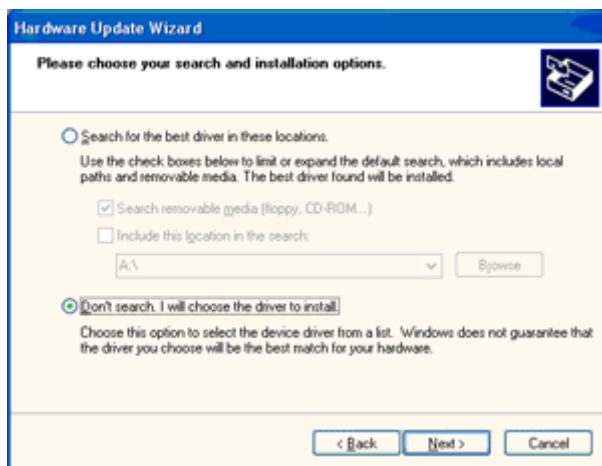 Hardware Update Wizard
Please choose your search and installation options.
Search for the best driver in these locations.
Use the check boxes below to limit or expand the default search, which includes local
paths and removable media. The best driver found will be installed.
Search removable media (floppy, CD-ROM...)
Include this location in the search:
A:\
Browse
Don't search. I will choose the driver to install.
Choose this option to select the device driver from a list. Windows does not guarantee that
the driver you choose will be the best match for your hardware.
< Back
Next >
Cancel